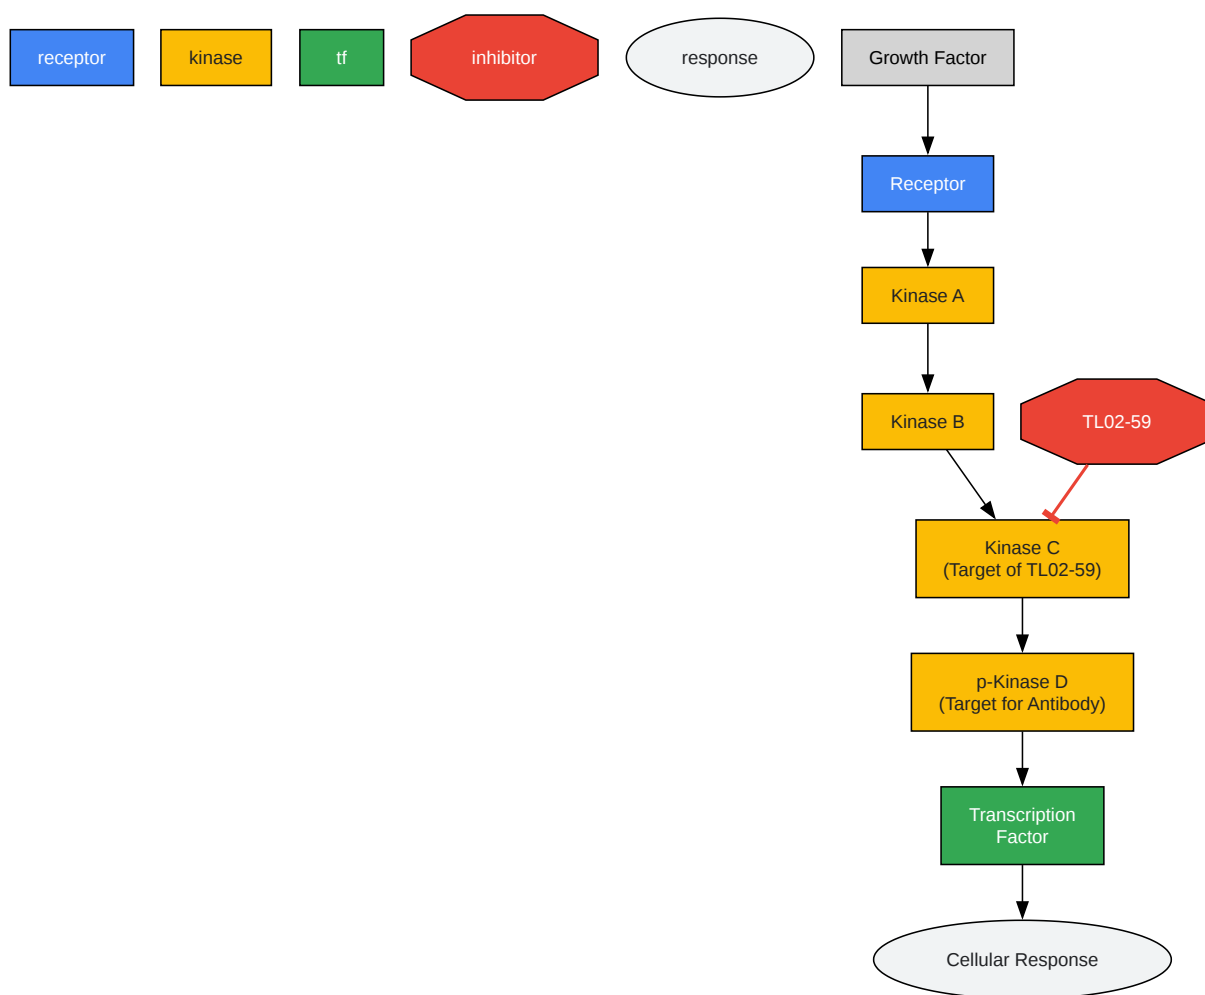 receptor
kinase
tf
inhibitor
response
Growth Factor
Receptor
Kinase A
Kinase B
TL02-59
Kinase C
(Target of TL02-59)
p-Kinase D
(Target for Antibody)
Transcription
Factor
Cellular Response